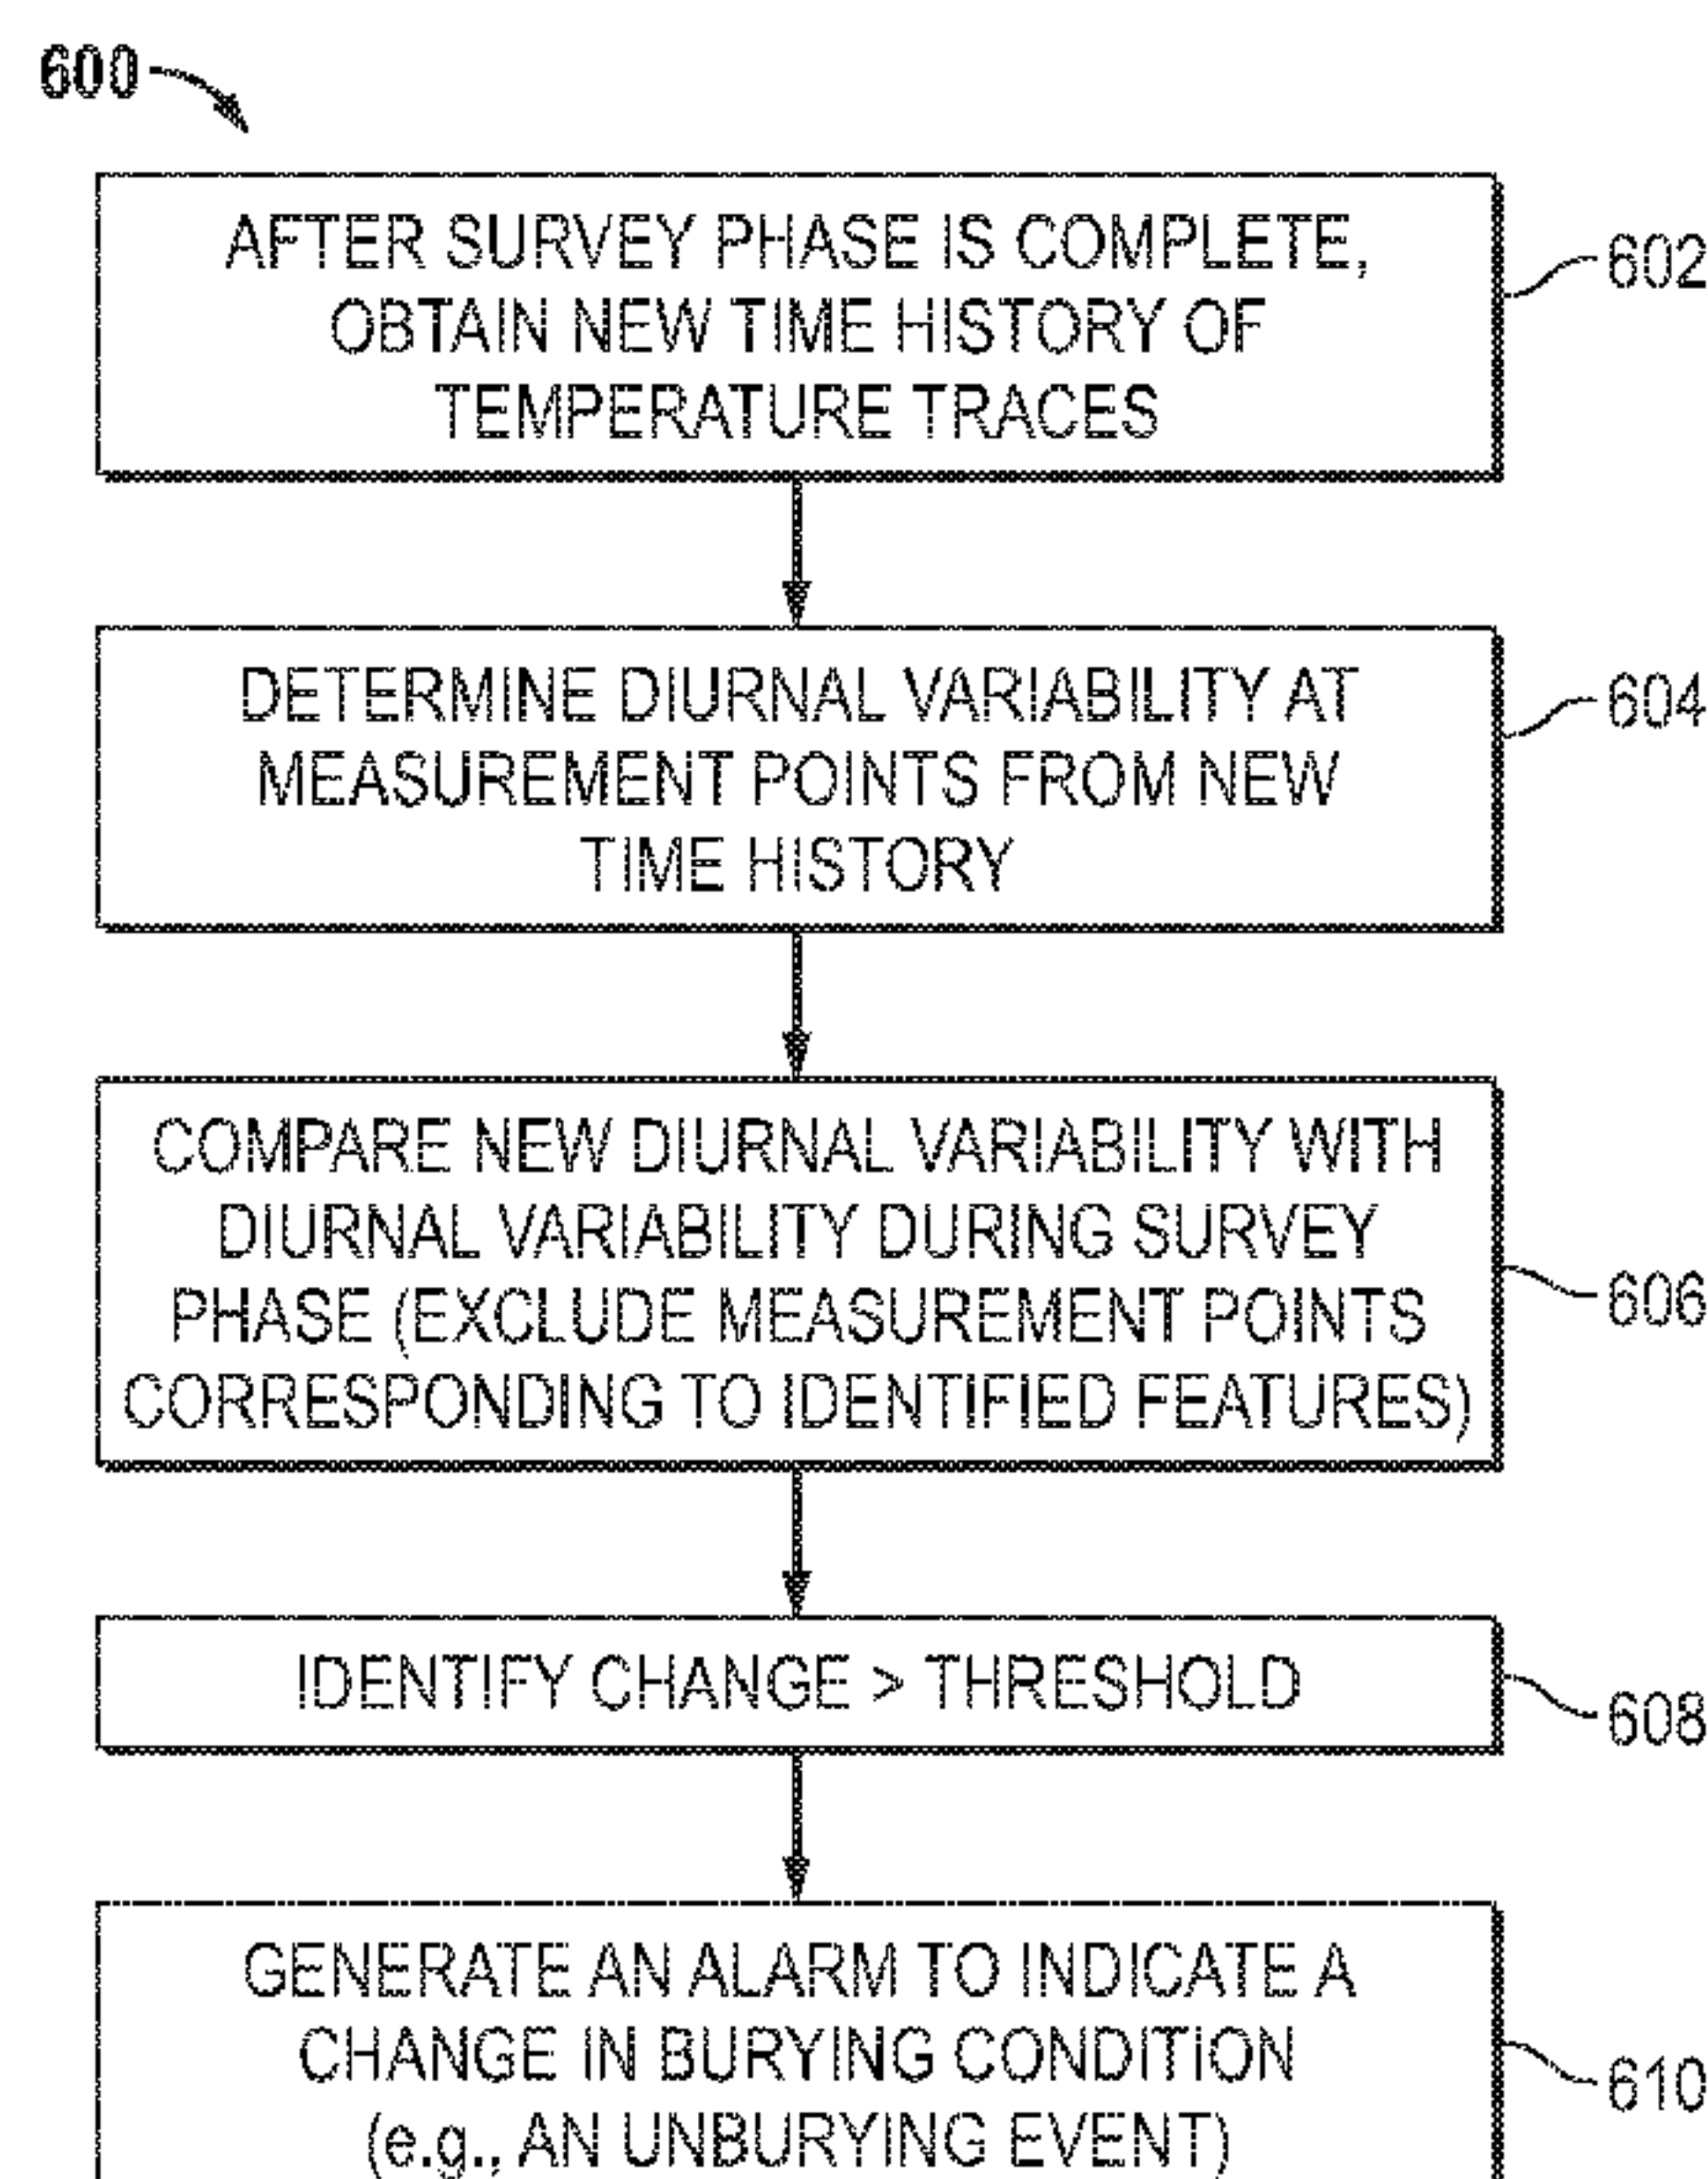 600
AFTER SURVEY PHASE IS COMPLETE,
OBTAIN NEW TIME HISTORY OF
TEMPERATURE TRACES
602
DETERMINE DIURNAL VARIABILITY AT
MEASUREMENT POINTS FROM NEW
TIME HISTORY
604
COMPARE NEW DIURNAL VARIABILITY WITH
DIURNAL VARIABILITY DURING SURVEY
PHASE (EXCLUDE MEASUREMENT POINTS
CORRESPONDING TO IDENTIFIED FEATURES)
606
IDENTIFY CHANGE > THRESHOLD
608
GENERATE AN ALARM TO INDICATE A
CHANGE IN BURYING CONDITION
(e.g., AN UNBURYING EVENT)
610